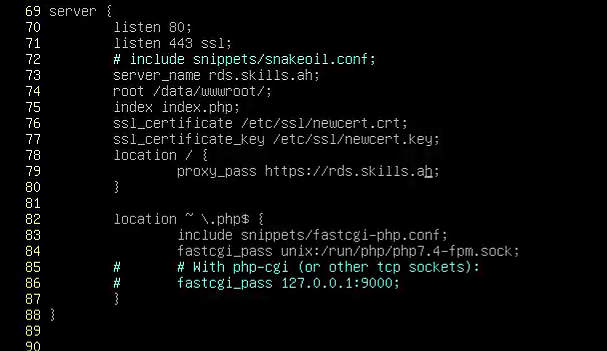 69 server {
70 listen 80;
71 listen 443 ssl;
72 # include snippets/snakeoil.conf;
73 server_name rds.skills.ah;
74 root /data/wwwroot/;
75 index index.php;
76 ssl_certificate /etc/ssl/newcert.crt;
77 ssl_certificate_key /etc/ssl/newcert.key;
78 location / {
79 proxy_pass https://rds.skills.ah;
80 }
81
82 location ~ \.php$ {
83 include snippets/fastcgi-php.conf;
84 fastcgi_pass unix:/run/php/php7.4-fpm.sock;
85 # # With php-cgi (or other tcp sockets):
86 # fastcgi_pass 127.0.0.1:9000;
87 }
88 }
89
90